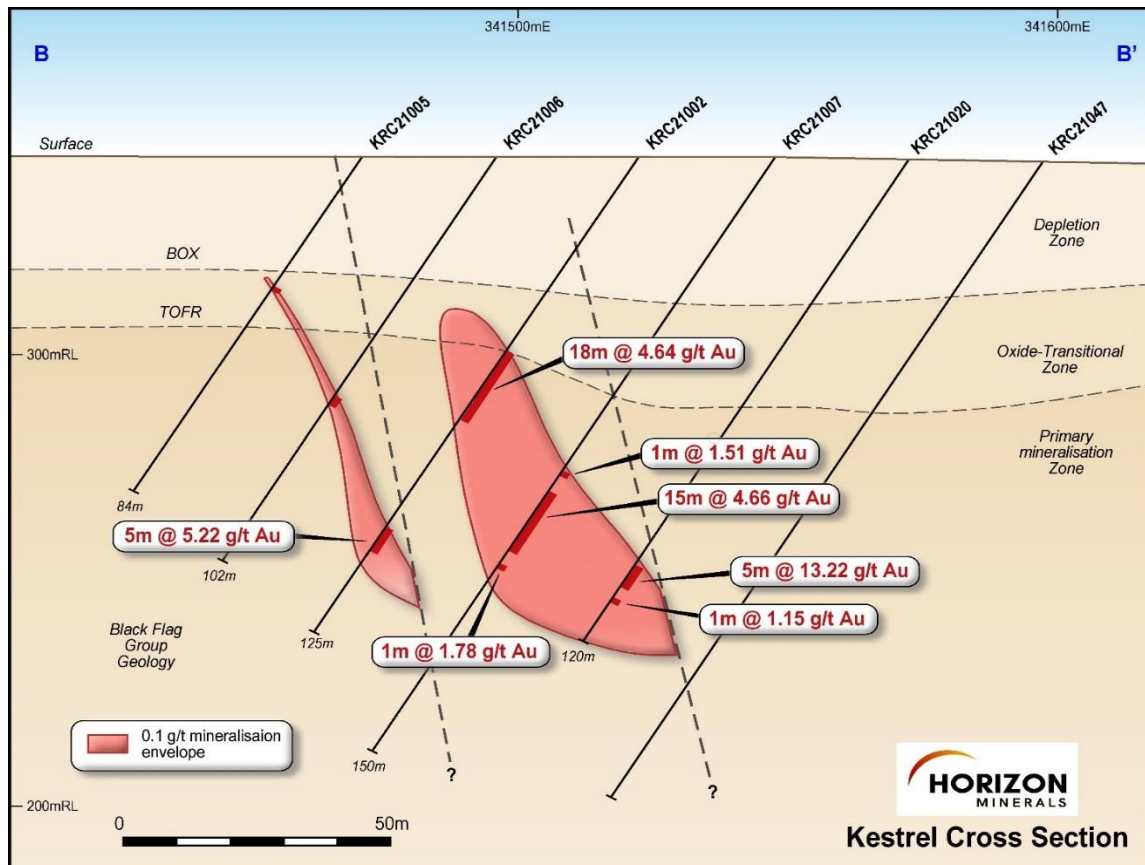 341500mE
341600mE
B
B'
KRC21005
KRC21006
KRC21002
KRC21007
KRC21020
KRC21047
Surface
Depletion
Zone
BOX
TOFR
300mRL
18m @ 4.64 g/t Au
Oxide-Transitional
Zone
1m @ 1.51 g/t Au
Primary
mineralisation
Zone
15m @ 4.66 g/t Au
84m
5m @ 5.22 g/t Au
102m
5m @ 13.22 g/t Au
1m @ 1.15 g/t Au
Black Flag
Group
Geology
125m
1m @ 1.78 g/t Au
120m
0.1 g/t mineralisaion
envelope
150m
?
?
HORIZON
MINERALS
200mRL
0
50m
Kestrel Cross Section